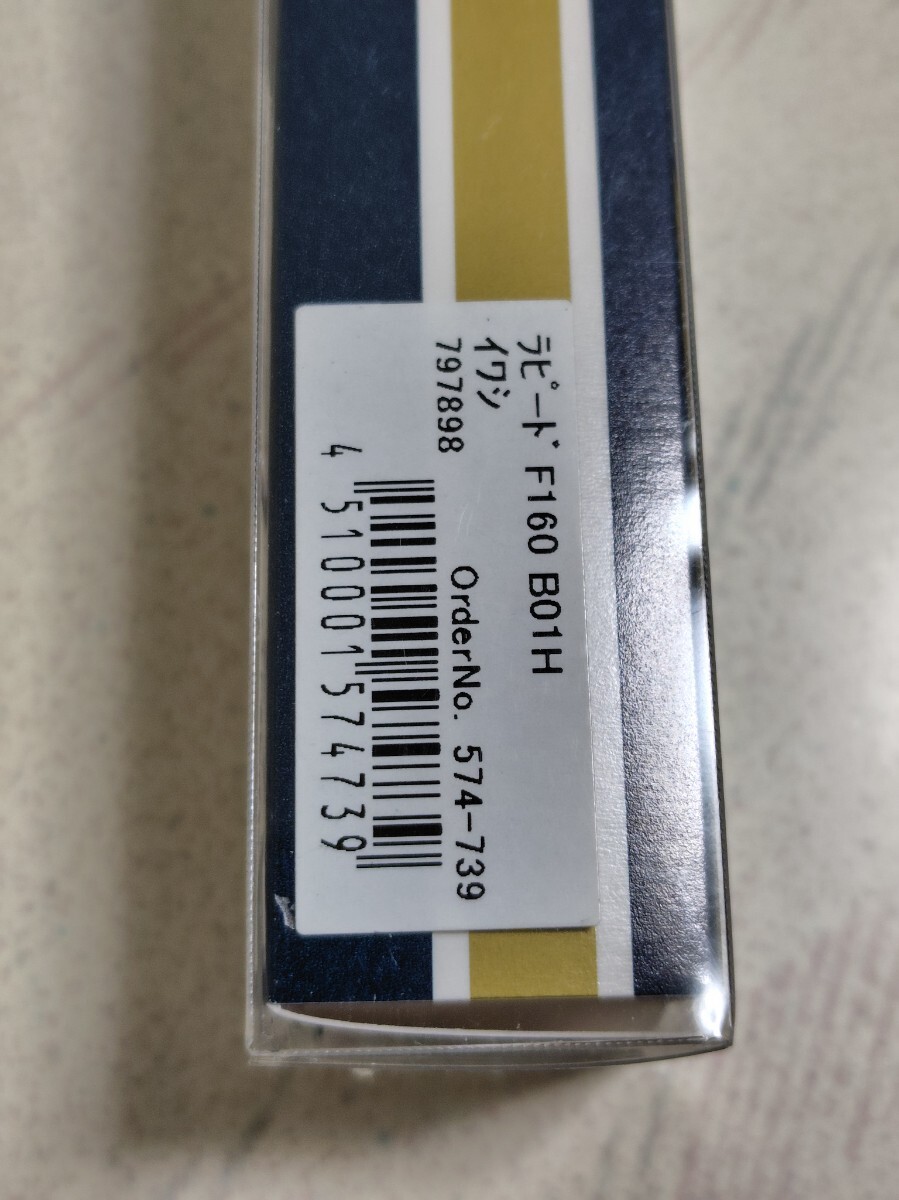 ﾗﾋﾟｰﾄﾞ F160 B01H
ｲﾜｼ
797898
OrderNo. 574-739
4 510001 574739